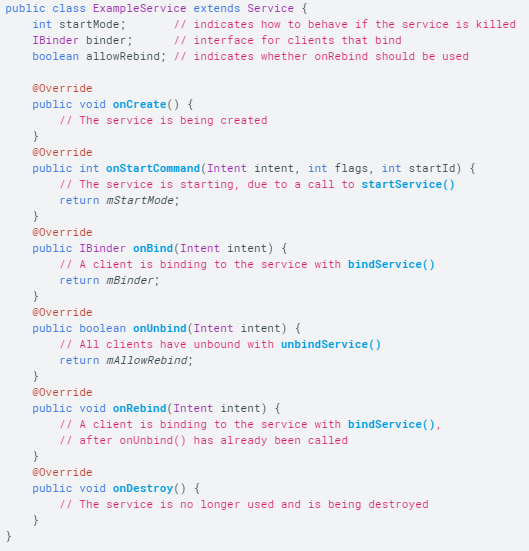 public class ExampleService extends Service {
    int startMode;       // indicates how to behave if the service is killed
    IBinder binder;      // interface for clients that bind
    boolean allowRebind; // indicates whether onRebind should be used

    @Override
    public void onCreate() {
        // The service is being created
    }
    @Override
    public int onStartCommand(Intent intent, int flags, int startId) {
        // The service is starting, due to a call to startService()
        return mStartMode;
    }
    @Override
    public IBinder onBind(Intent intent) {
        // A client is binding to the service with bindService()
        return mBinder;
    }
    @Override
    public boolean onUnbind(Intent intent) {
        // All clients have unbound with unbindService()
        return mAllowRebind;
    }
    @Override
    public void onRebind(Intent intent) {
        // A client is binding to the service with bindService(),
        // after onUnbind() has already been called
    }
    @Override
    public void onDestroy() {
        // The service is no longer used and is being destroyed
    }
}